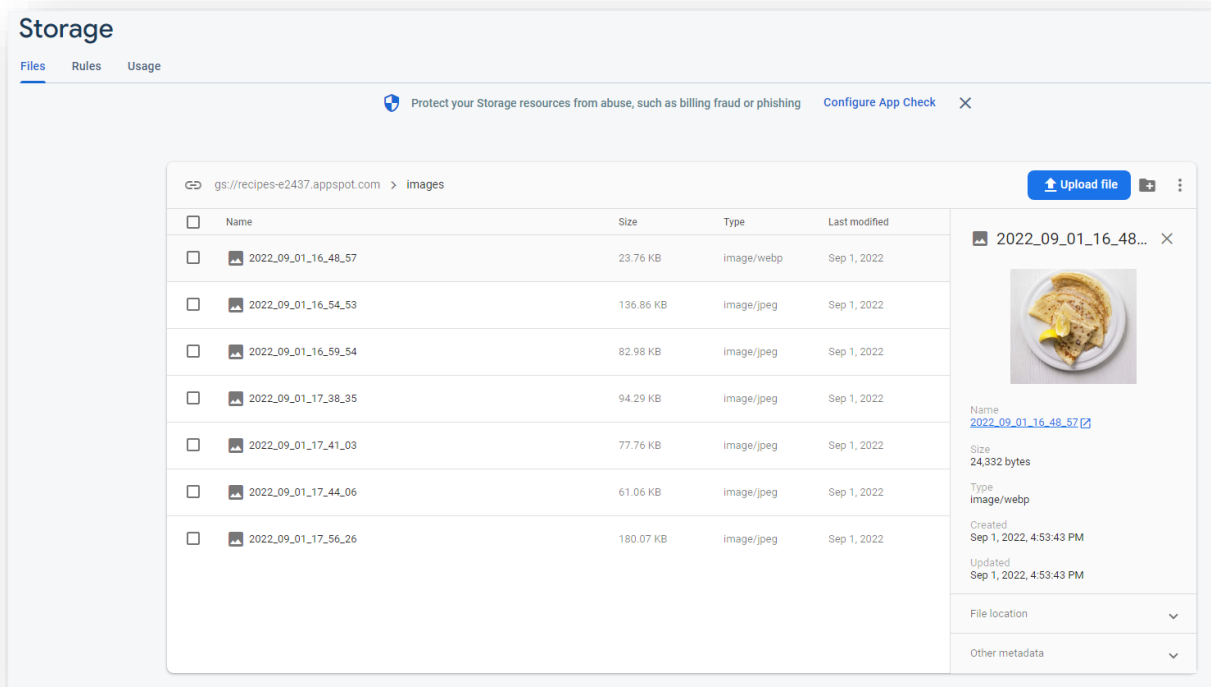 Storage
Files Rules Usage
Protect your Storage resources from abuse, such as billing fraud or phishing Configure App Check
gs://recipes-e2437.appspot.com > images
Upload file
Name Size Type Last modified
2022_09_01_16_48_57 23.76 KB image/webp Sep 1, 2022
2022_09_01_16_54_53 136.86 KB image/jpeg Sep 1, 2022
2022_09_01_16_59_54 82.98 KB image/jpeg Sep 1, 2022
2022_09_01_17_38_35 94.29 KB image/jpeg Sep 1, 2022
2022_09_01_17_41_03 77.76 KB image/jpeg Sep 1, 2022
2022_09_01_17_44_06 61.06 KB image/jpeg Sep 1, 2022
2022_09_01_17_56_26 180.07 KB image/jpeg Sep 1, 2022
2022_09_01_16_48...
Name
2022_09_01_16_48_57
Size
24,332 bytes
Type
image/webp
Created
Sep 1, 2022, 4:53:43 PM
Updated
Sep 1, 2022, 4:53:43 PM
File location
Other metadata